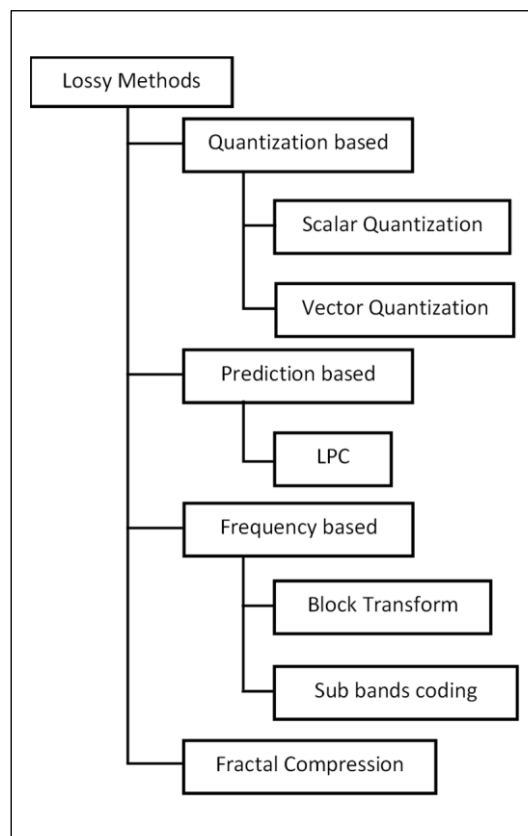 Lossy Methods
Quantization based
Scalar Quantization
Vector Quantization
Prediction based
LPC
Frequency based
Block Transform
Sub bands coding
Fractal Compression